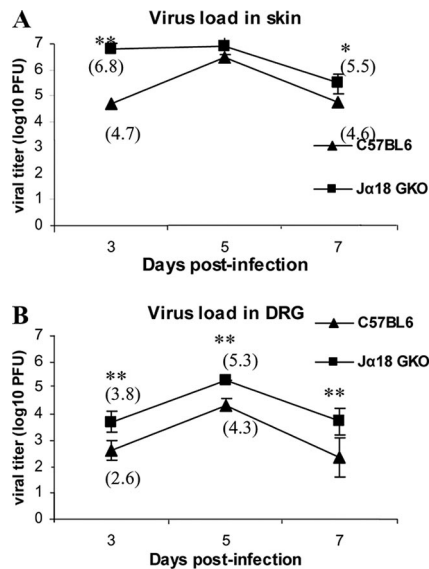 A
Virus load in skin
viral titer (log10 PFU)
7
6
5
4
3
2
1
0
**
(6.8)
(4.7)
*
(5.5)
(4.6)
C57BL6
Jα18 GKO
3 5 7
Days post-infection
B
Virus load in DRG
viral titer (log10 PFU)
7
6
5
4
3
2
1
0
C57BL6
Jα18 GKO
**
(3.8)
(2.6)
**
(5.3)
(4.3)
**
3 5 7
Days post-infection